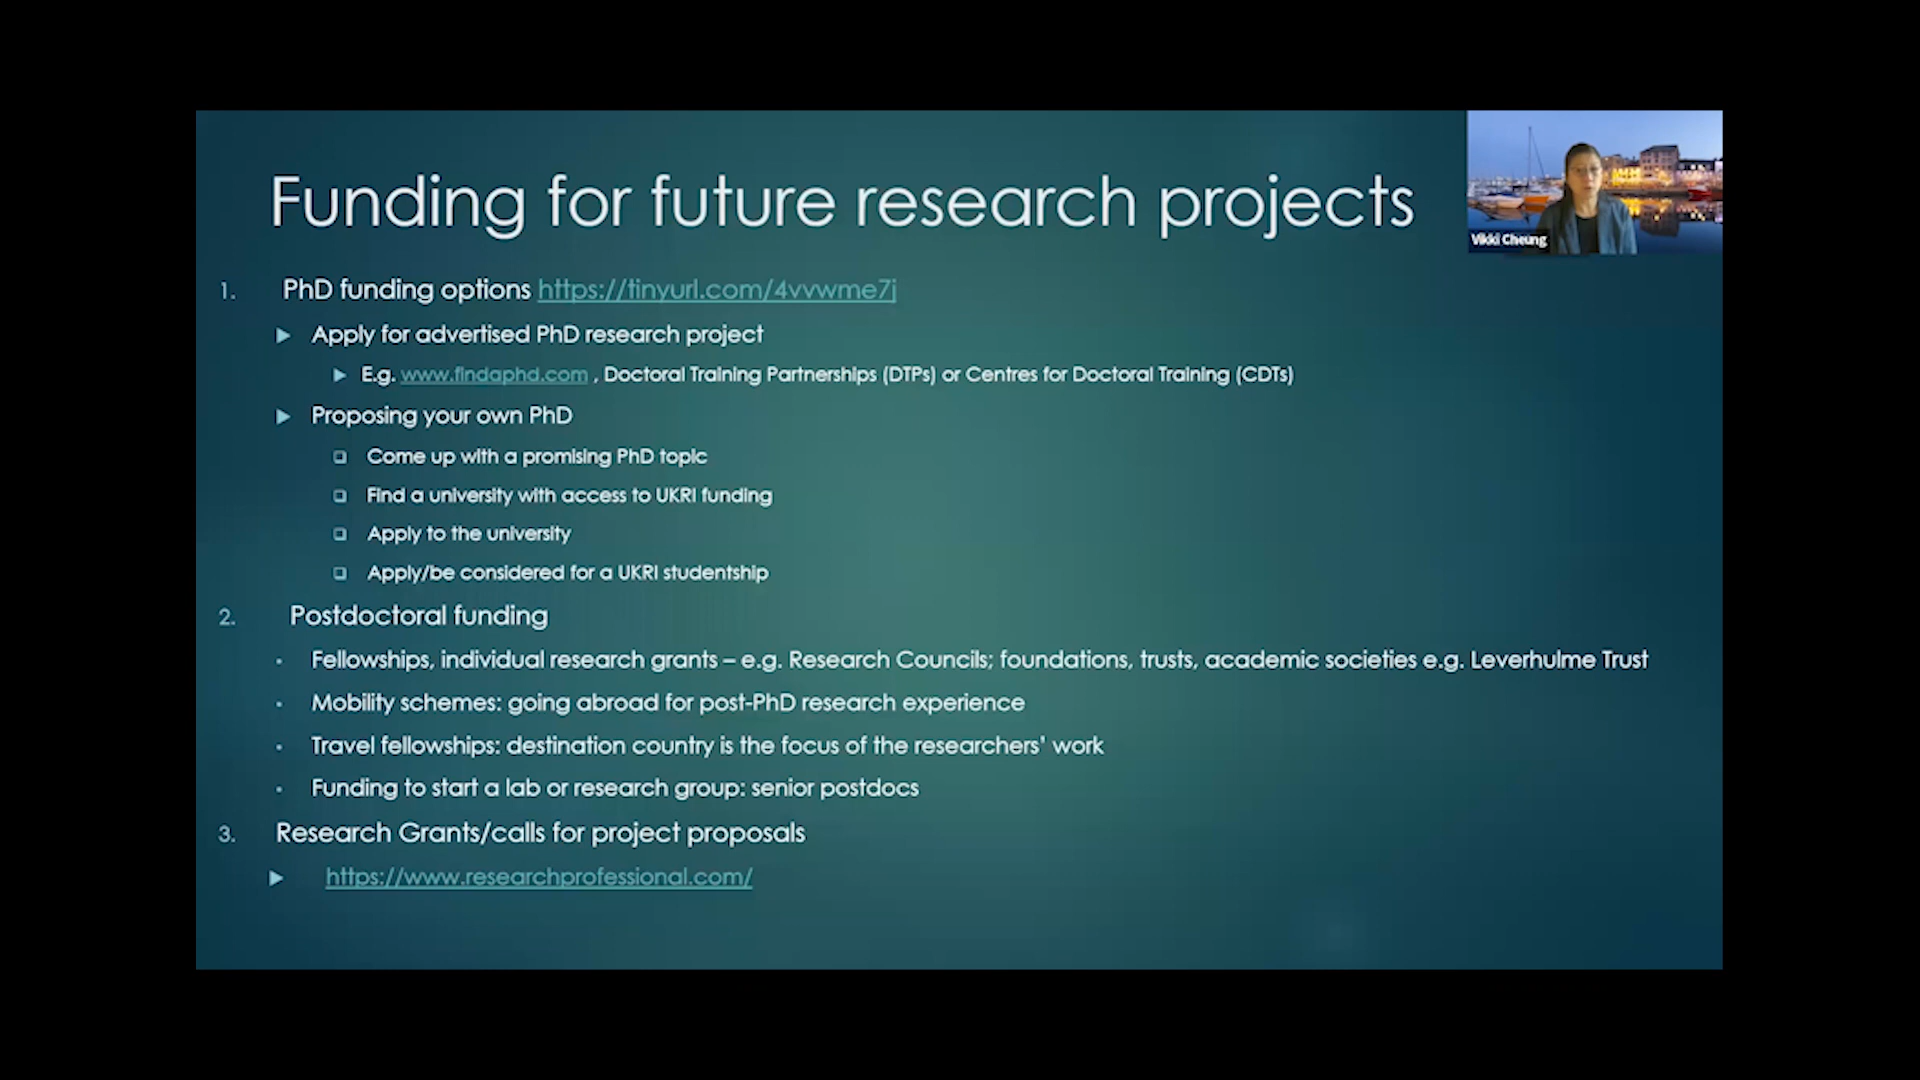 Funding for future research projects
Vikki Cheung
1. PhD funding options https://tinyurl.com/4vvwme7j
Apply for advertised PhD research project
E.g. www.findaphd.com , Doctoral Training Partnerships (DTPs) or Centres for Doctoral Training (CDTs)
Proposing your own PhD
Come up with a promising PhD topic
Find a university with access to UKRI funding
Apply to the university
Apply/be considered for a UKRI studentship
2. Postdoctoral funding
Fellowships, individual research grants – e.g. Research Councils; foundations, trusts, academic societies e.g. Leverhulme Trust
Mobility schemes: going abroad for post-PhD research experience
Travel fellowships: destination country is the focus of the researchers’ work
Funding to start a lab or research group: senior postdocs
3. Research Grants/calls for project proposals
https://www.researchprofessional.com/